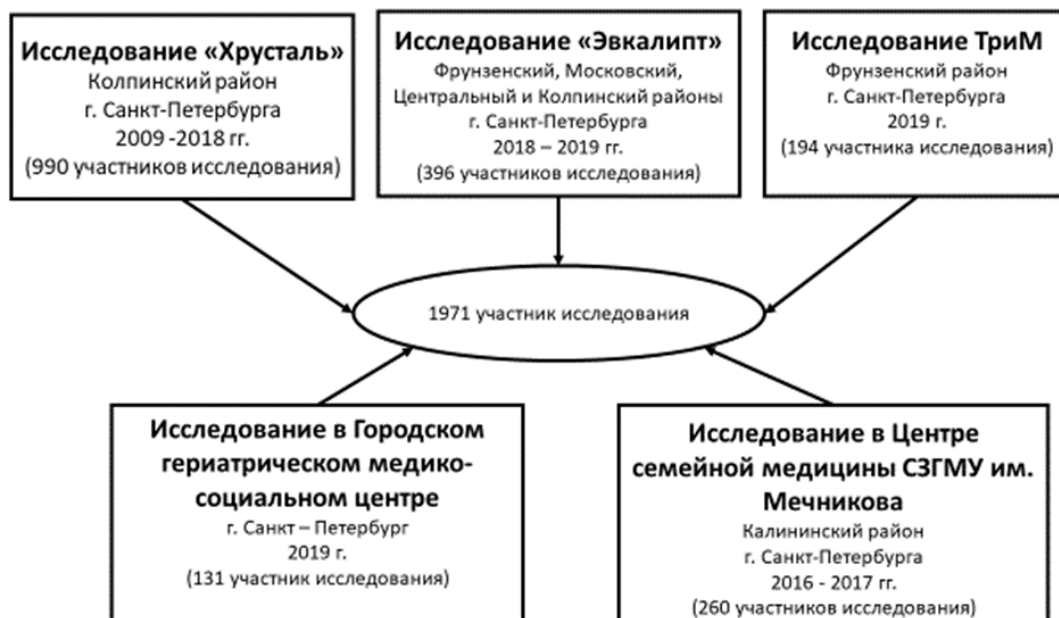 Исследование «Хрусталь»
Колпинский район
г. Санкт-Петербурга
2009 -2018 гг.
(990 участников исследования)
Исследование «Эвкалипт»
Фрунзенский, Московский,
Центральный и Колпинский районы
г. Санкт-Петербурга
2018 – 2019 гг.
(396 участников исследования)
Исследование ТриМ
Фрунзенский район
г. Санкт-Петербурга
2019 г.
(194 участника исследования)
1971 участник исследования
Исследование в Городском
гериатрическом медико-
социальном центре
г. Санкт – Петербург
2019 г.
(131 участник исследования)
Исследование в Центре
семейной медицины СЗГМУ им.
Мечникова
Калининский район
г. Санкт-Петербурга
2016 - 2017 гг.
(260 участников исследования)